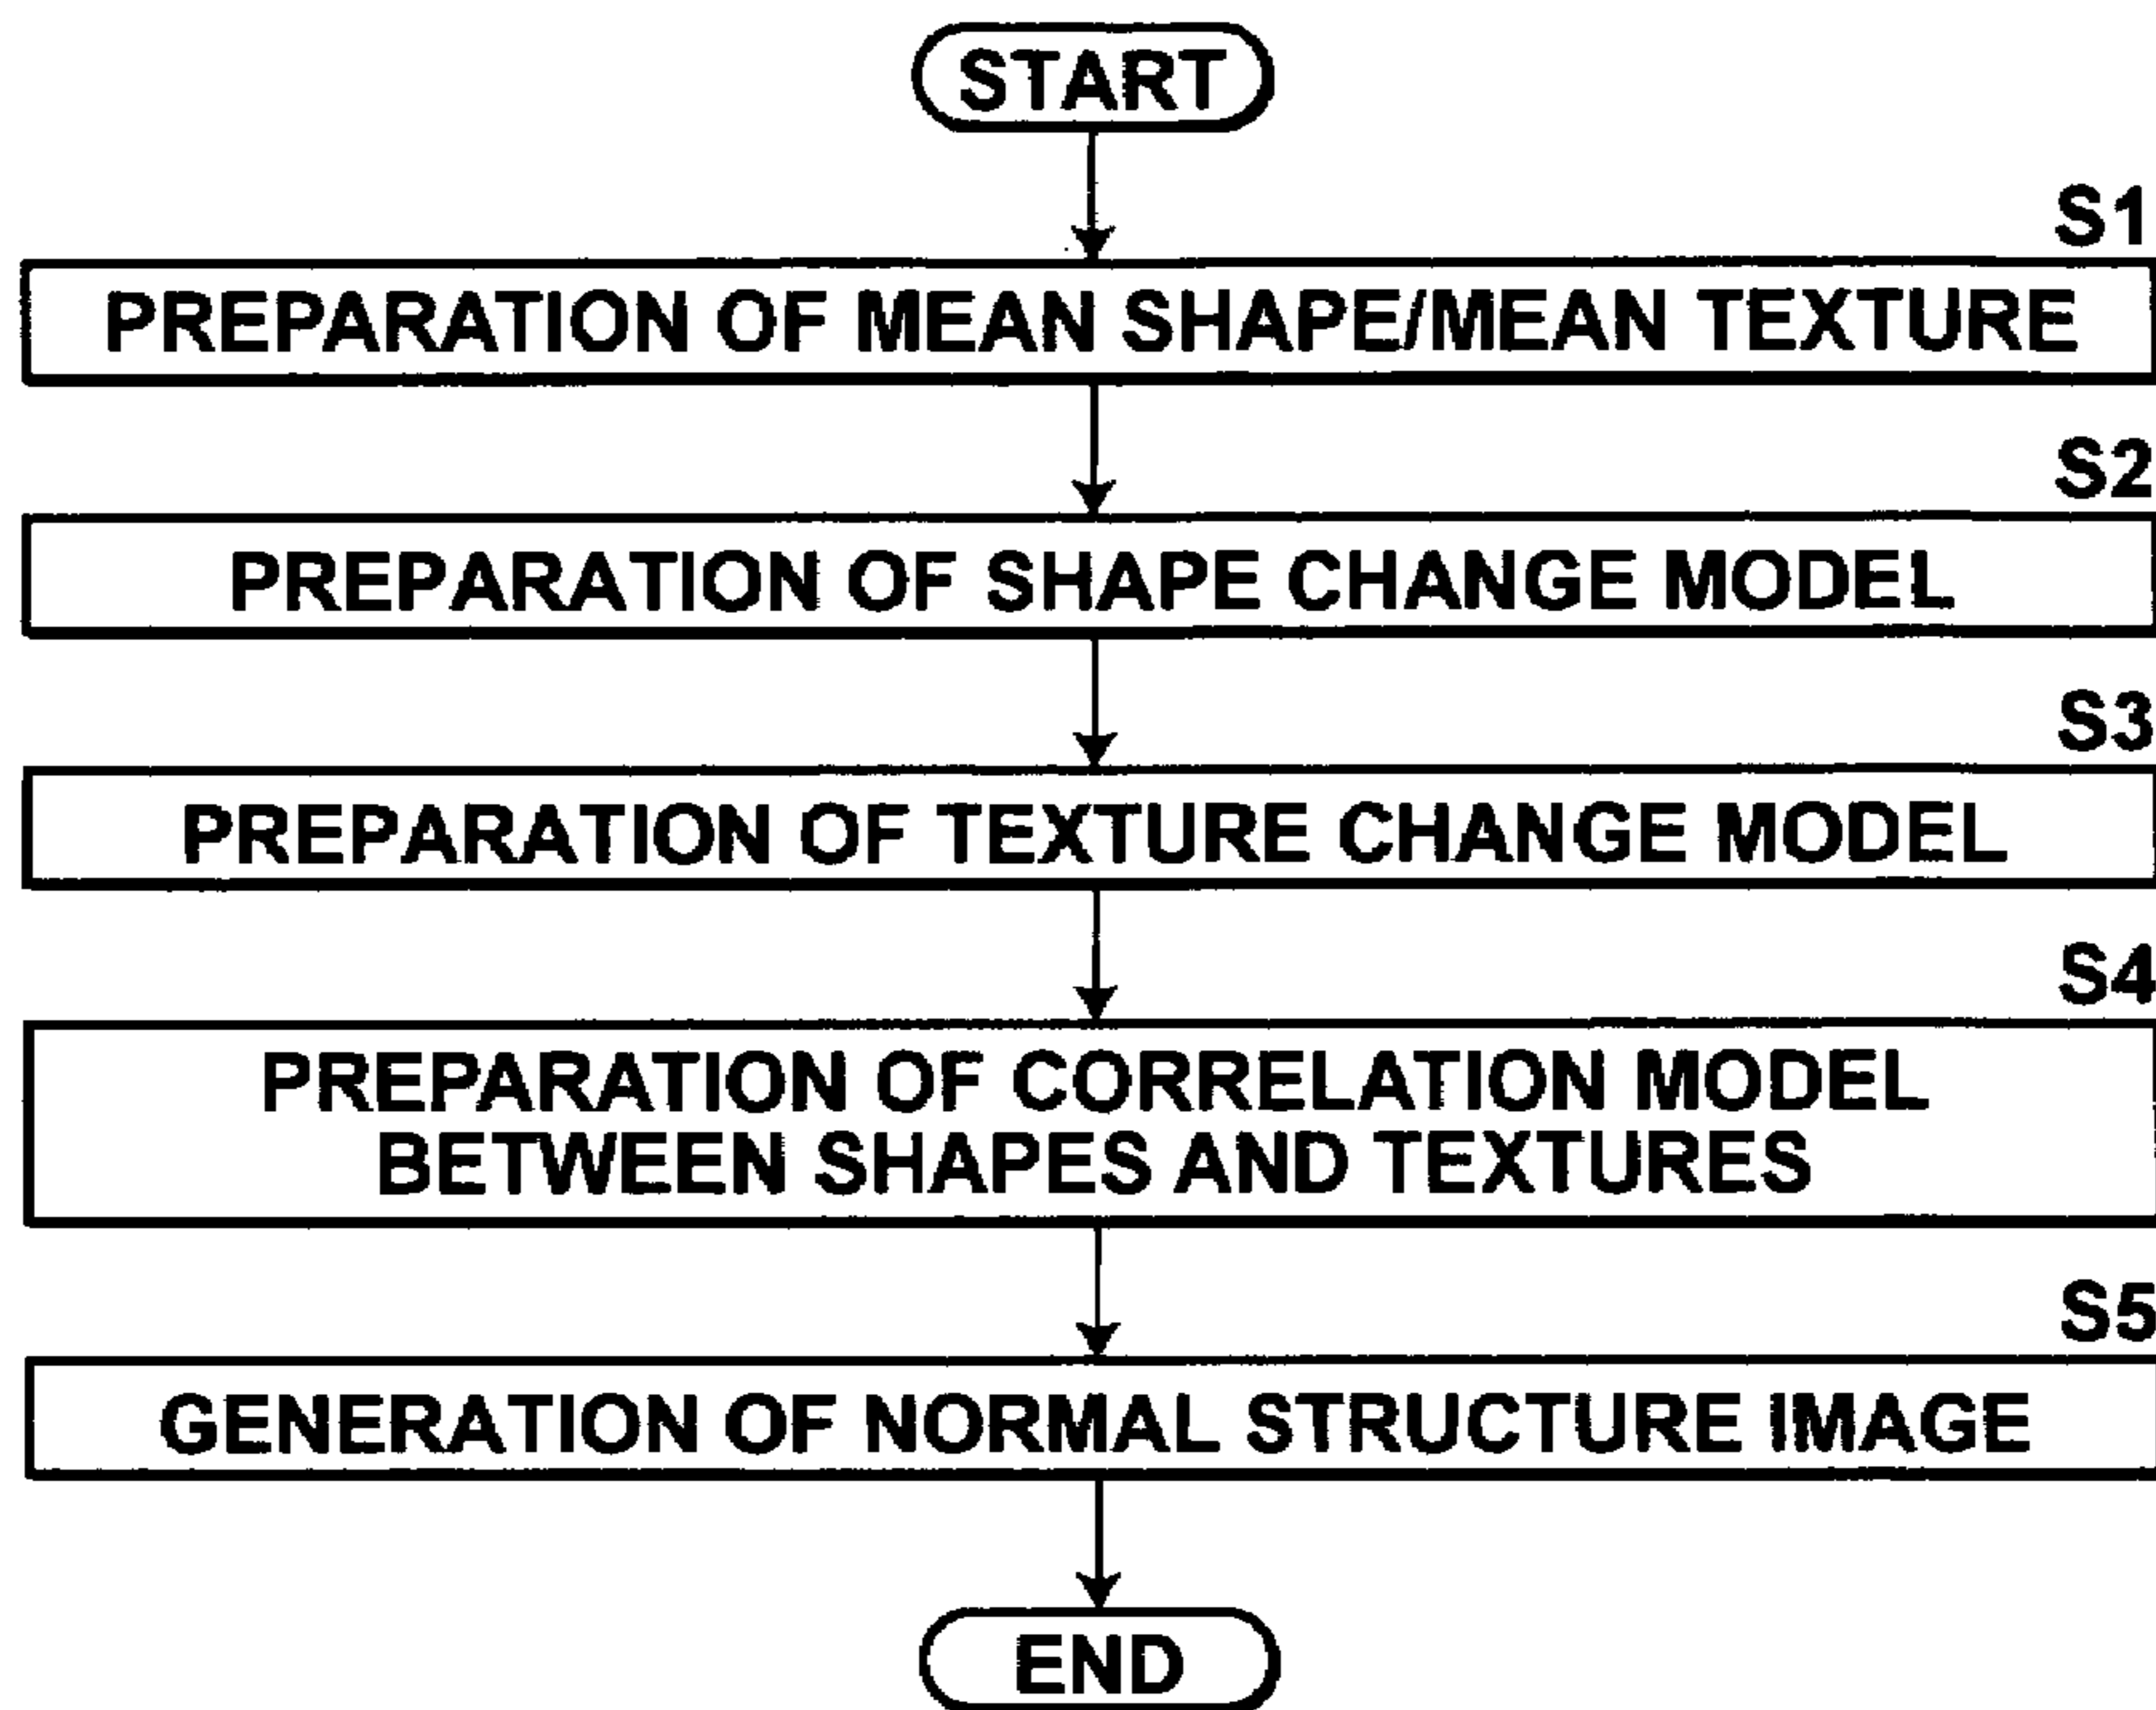 START
S1
PREPARATION OF MEAN SHAPE/MEAN TEXTURE
S2
PREPARATION OF SHAPE CHANGE MODEL
S3
PREPARATION OF TEXTURE CHANGE MODEL
S4
PREPARATION OF CORRELATION MODEL
BETWEEN SHAPES AND TEXTURES
S5
GENERATION OF NORMAL STRUCTURE IMAGE
END